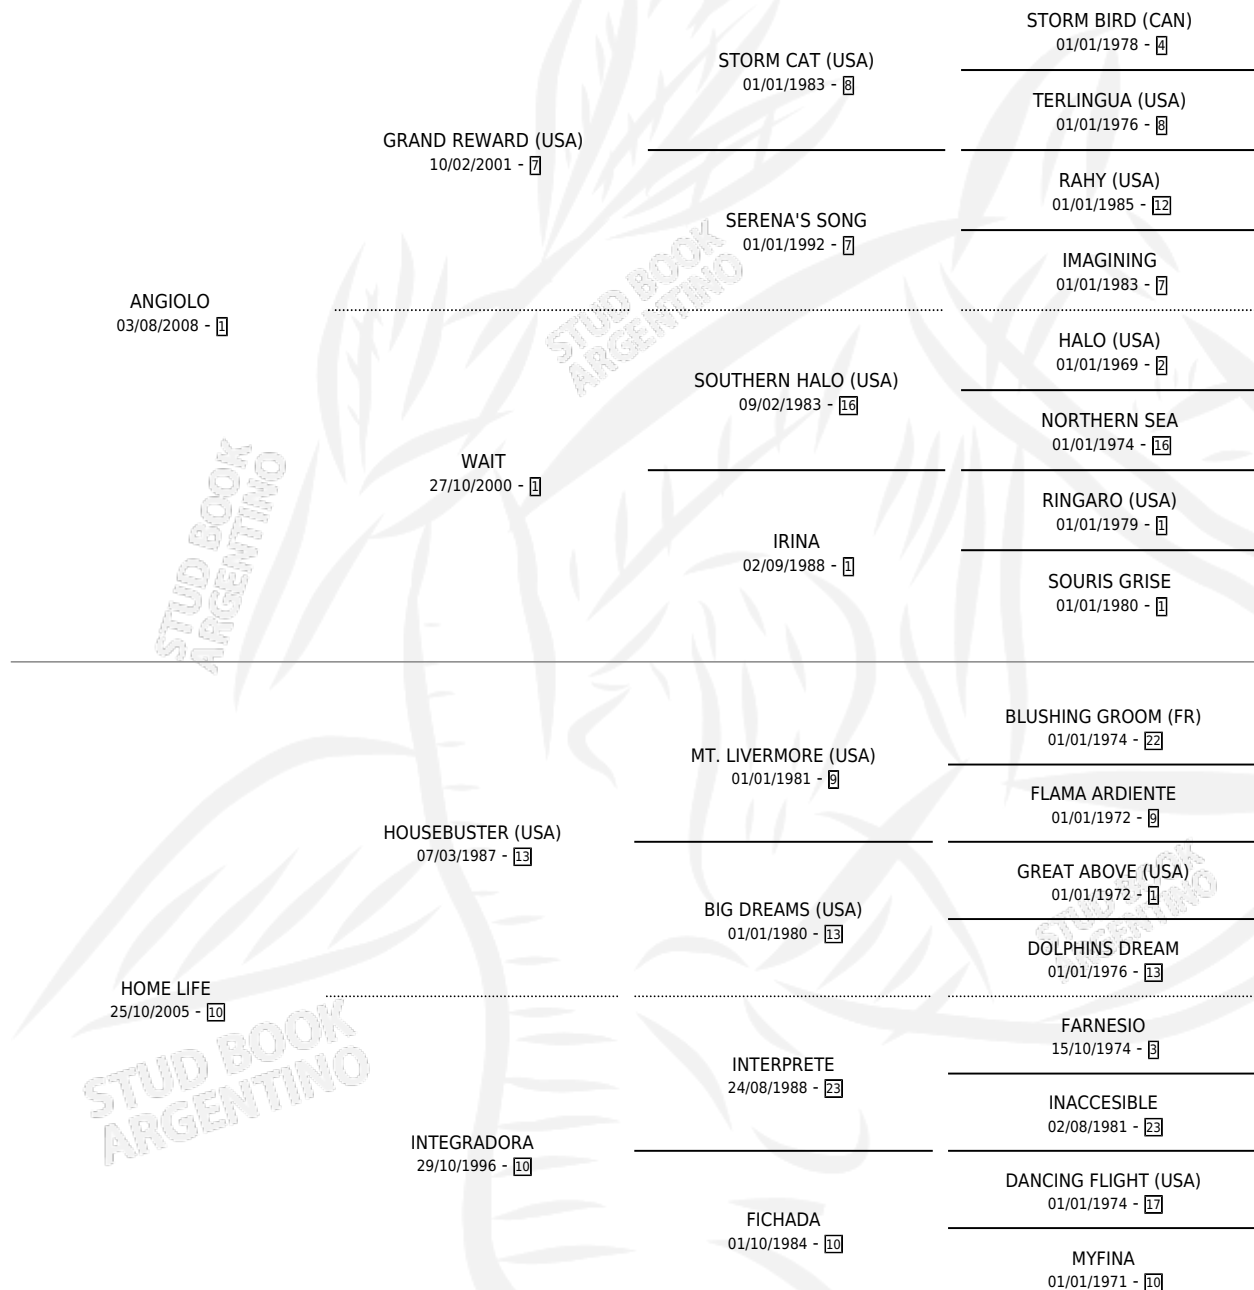 STORM BIRD (CAN)
01/01/1978 - 4
STORM CAT (USA)
01/01/1983 - 8
TERLINGUA (USA)
01/01/1976 - 8
GRAND REWARD (USA)
10/02/2001 - 7
RAHY (USA)
01/01/1985 - 12
SERENA'S SONG
01/01/1992 - 7
IMAGINING
01/01/1983 - 7
ANGIOLO
03/08/2008 - 1
HALO (USA)
01/01/1969 - 2
SOUTHERN HALO (USA)
09/02/1983 - 16
NORTHERN SEA
01/01/1974 - 16
WAIT
27/10/2000 - 1
RINGARO (USA)
01/01/1979 - 1
IRINA
02/09/1988 - 1
SOURIS GRISE
01/01/1980 - 1
STUD BOOK
ARGENTINO
STUD BOOK
ARGENTINO
BLUSHING GROOM (FR)
01/01/1974 - 22
MT. LIVERMORE (USA)
01/01/1981 - 9
FLAMA ARDIENTE
01/01/1972 - 9
HOUSEBUSTER (USA)
07/03/1987 - 13
GREAT ABOVE (USA)
01/01/1972 - 1
BIG DREAMS (USA)
01/01/1980 - 13
DOLPHINS DREAM
01/01/1976 - 13
STUD BOOK
ARGENTINO
HOME LIFE
25/10/2005 - 10
FARNESIO
15/10/1974 - 3
INTERPRETE
24/08/1988 - 23
INACCESIBLE
02/08/1981 - 23
STUD BOOK
ARGENTINO
INTEGRADORA
29/10/1996 - 10
DANCING FLIGHT (USA)
01/01/1974 - 17
FICHADA
01/10/1984 - 10
MYFINA
01/01/1971 - 10